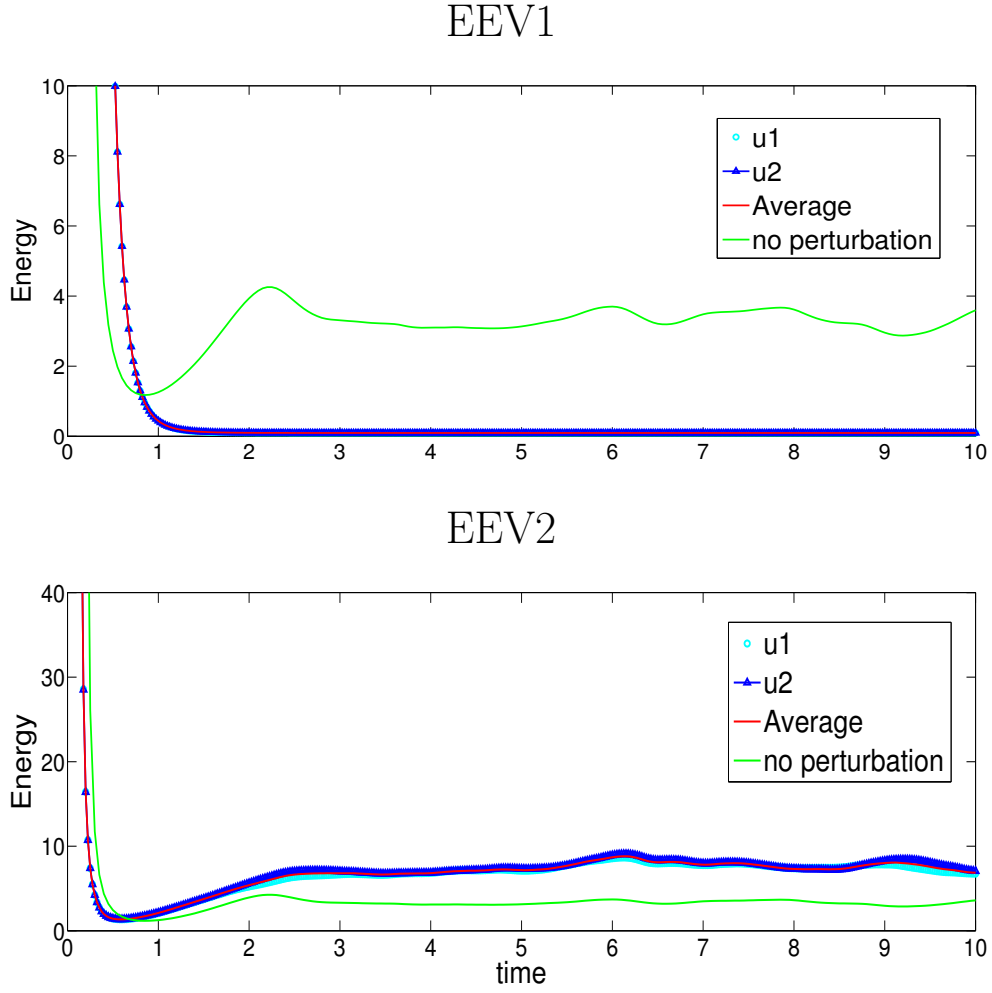 EEV1
10
8
6
4
2
0
Energy
u1
u2
Average
no perturbation
0 1 2 3 4 5 6 7 8 9 10
EEV2
40
30
20
10
0
Energy
u1
u2
Average
no perturbation
0 1 2 3 4 5 6 7 8 9 10
time